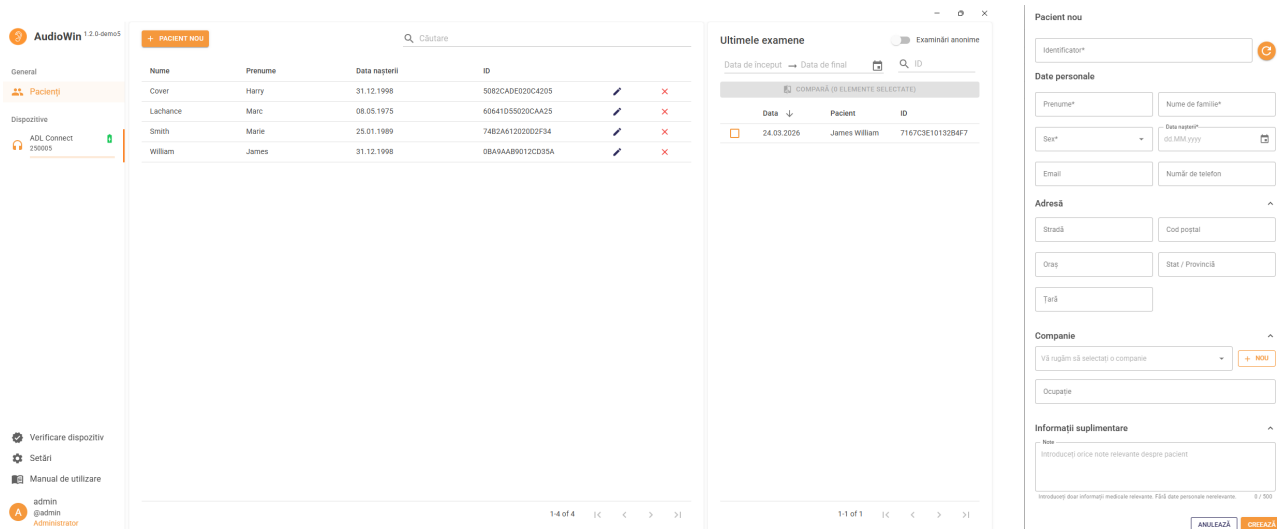 AudioWin 1.2.0-demo5
General
Pacienți
Dispozitive
ADL Connect
250005
Verificare dispozitiv
Setări
Manual de utilizare
A
admin
@admin
Administrator
+ PACIENT NOU
Căutare
Nume Prenume Data nașterii ID
Cover Harry 31.12.1998 5082CADE020C4205
Lachance Marc 08.05.1975 60641D55020CAA25
Smith Marie 25.01.1989 74B2A612020D2F34
William James 31.12.1998 0BA9AAB9012CD35A
1-4 of 4
Ultimele examene
Examinări anonime
Data de început → Data de final
ID
COMPARĂ (0 ELEMENTE SELECTATE)
Data ↓ Pacient ID
24.03.2026 James William 7167C3E10132B4F7
1-1 of 1
Pacient nou
Identificator*
Date personale
Prenume* Nume de familie*
Sex* Data nașterii* dd.MM.yyyy
Email Număr de telefon
Adresă
Stradă Cod poștal
Oraș Stat / Provinciă
Țară
Companie
Vă rugăm să selectați o companie
+ NOU
Ocupație
Informații suplimentare
Note
Introduceți orice note relevante despre pacient
Introduceți doar informații medicale relevante. Fără date personale nerelevante. 0 / 500
ANULEAZĂ CREEAZĂ